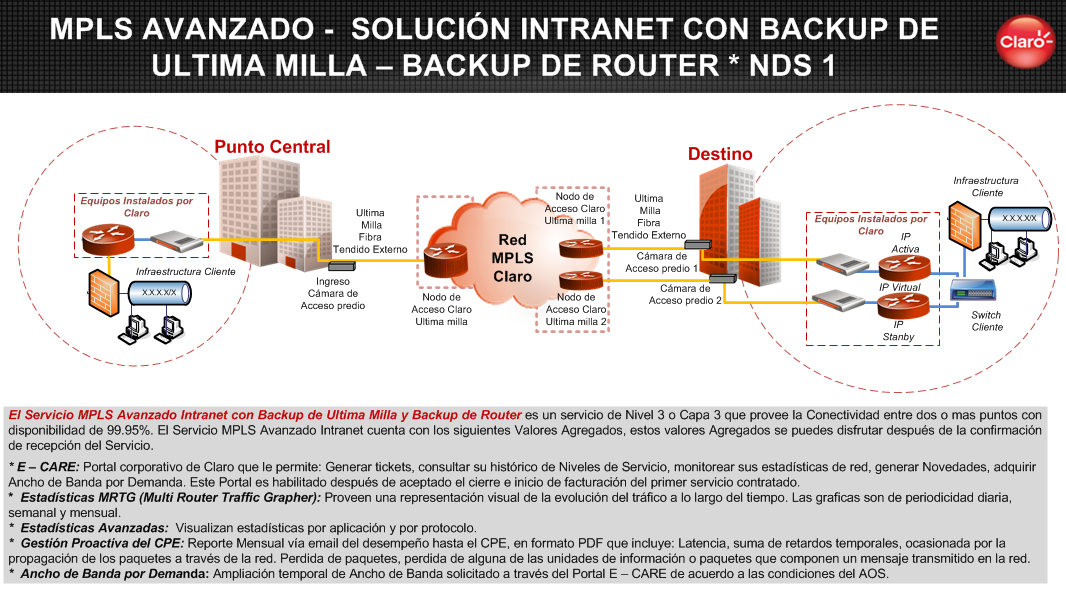 MPLS AVANZADO - SOLUCIÓN INTRANET CON BACKUP DE
ULTIMA MILLA – BACKUP DE ROUTER * NDS 1
Claro
Punto Central
Equipos Instalados por
Claro
Infraestructura Cliente
X.X.X.X/X
Ultima
Milla
Fibra
Tendido Externo
Ingreso
Cámara de
Acceso predio
Red
MPLS
Claro
Nodo de
Acceso Claro
Ultima milla
Nodo de
Acceso Claro
Ultima milla 1
Nodo de
Acceso Claro
Ultima milla 2
Ultima
Milla
Fibra
Tendido Externo
Cámara de
Acceso predio 1
Cámara de
Acceso predio 2
Destino
Equipos Instalados por
Claro
IP
Activa
IP Virtual
IP
Stanby
Infraestructura
Cliente
X.X.X.X/X
Switch
Cliente
El Servicio MPLS Avanzado Intranet con Backup de Ultima Milla y Backup de Router es un servicio de Nivel 3 o Capa 3 que provee la Conectividad entre dos o mas puntos con
disponibilidad de 99.95%. El Servicio MPLS Avanzado Intranet cuenta con los siguientes Valores Agregados, estos valores Agregados se puedes disfrutar después de la confirmación
de recepción del Servicio.
* E – CARE: Portal corporativo de Claro que le permite: Generar tickets, consultar su histórico de Niveles de Servicio, monitorear sus estadísticas de red, generar Novedades, adquirir
Ancho de Banda por Demanda. Este Portal es habilitado después de aceptado el cierre e inicio de facturación del primer servicio contratado.
* Estadísticas MRTG (Multi Router Traffic Grapher): Proveen una representación visual de la evolución del tráfico a lo largo del tiempo. Las graficas son de periodicidad diaria,
semanal y mensual.
* Estadísticas Avanzadas: Visualizan estadísticas por aplicación y por protocolo.
* Gestión Proactiva del CPE: Reporte Mensual vía email del desempeño hasta el CPE, en formato PDF que incluye: Latencia, suma de retardos temporales, ocasionada por la
propagación de los paquetes a través de la red. Perdida de paquetes, perdida de alguna de las unidades de información o paquetes que componen un mensaje transmitido en la red.
* Ancho de Banda por Demanda: Ampliación temporal de Ancho de Banda solicitado a través del Portal E – CARE de acuerdo a las condiciones del AOS.